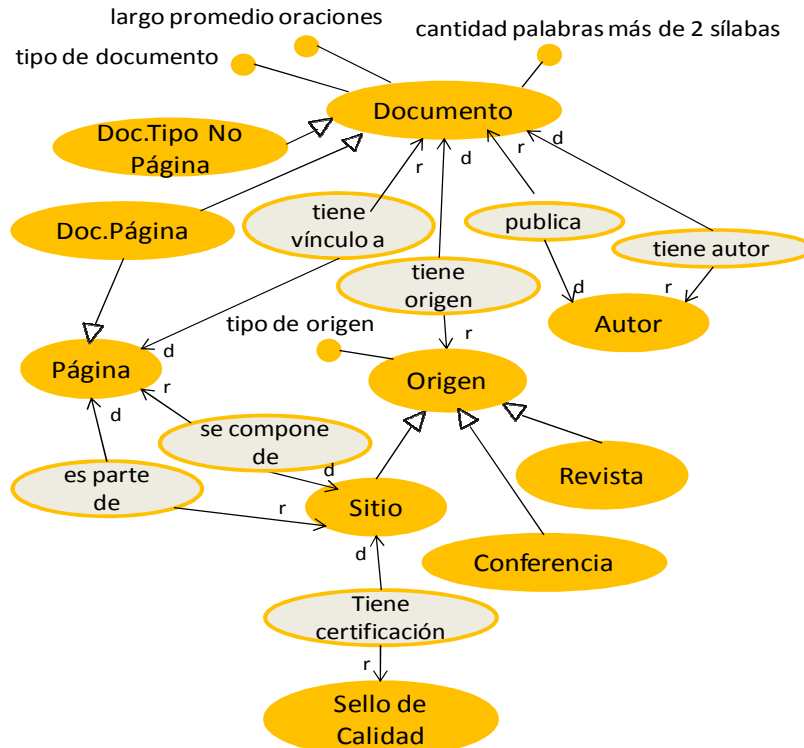 largo promedio oraciones
cantidad palabras más de 2 sílabas
tipo de documento
Documento
Doc.Tipo No
Página
r
d
r
d
tiene
vínculo a
Doc.Página
publica
tiene autor
tiene
origen
d
r
tipo de origen
Autor
r
d
Página
r
Origen
d
se compone
de
d
Revista
es parte
de
r
Sitio
d
Conferencia
Tiene
certificación
r
Sello de
Calidad